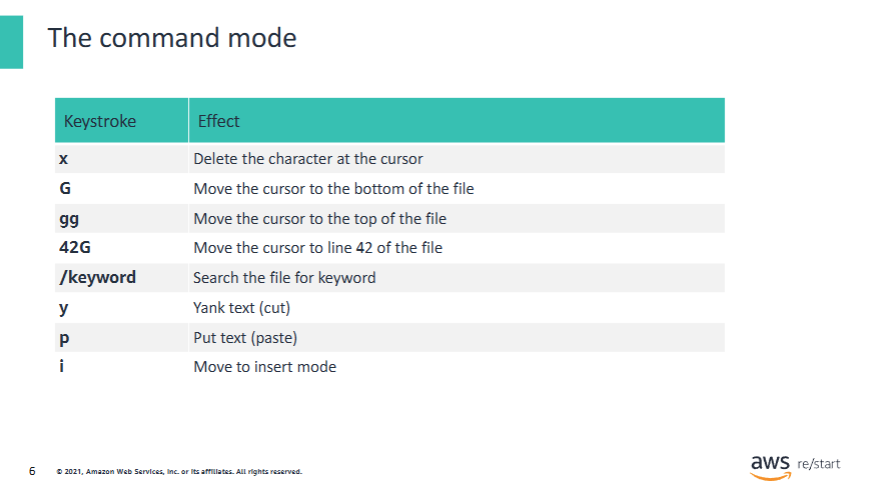 The command mode
Keystroke Effect
x Delete the character at the cursor
G Move the cursor to the bottom of the file
gg Move the cursor to the top of the file
42G Move the cursor to line 42 of the file
/keyword Search the file for keyword
y Yank text (cut)
p Put text (paste)
i Move to insert mode
6 © 2021, Amazon Web Services, Inc. or its affiliates. All rights reserved.
aws re/start